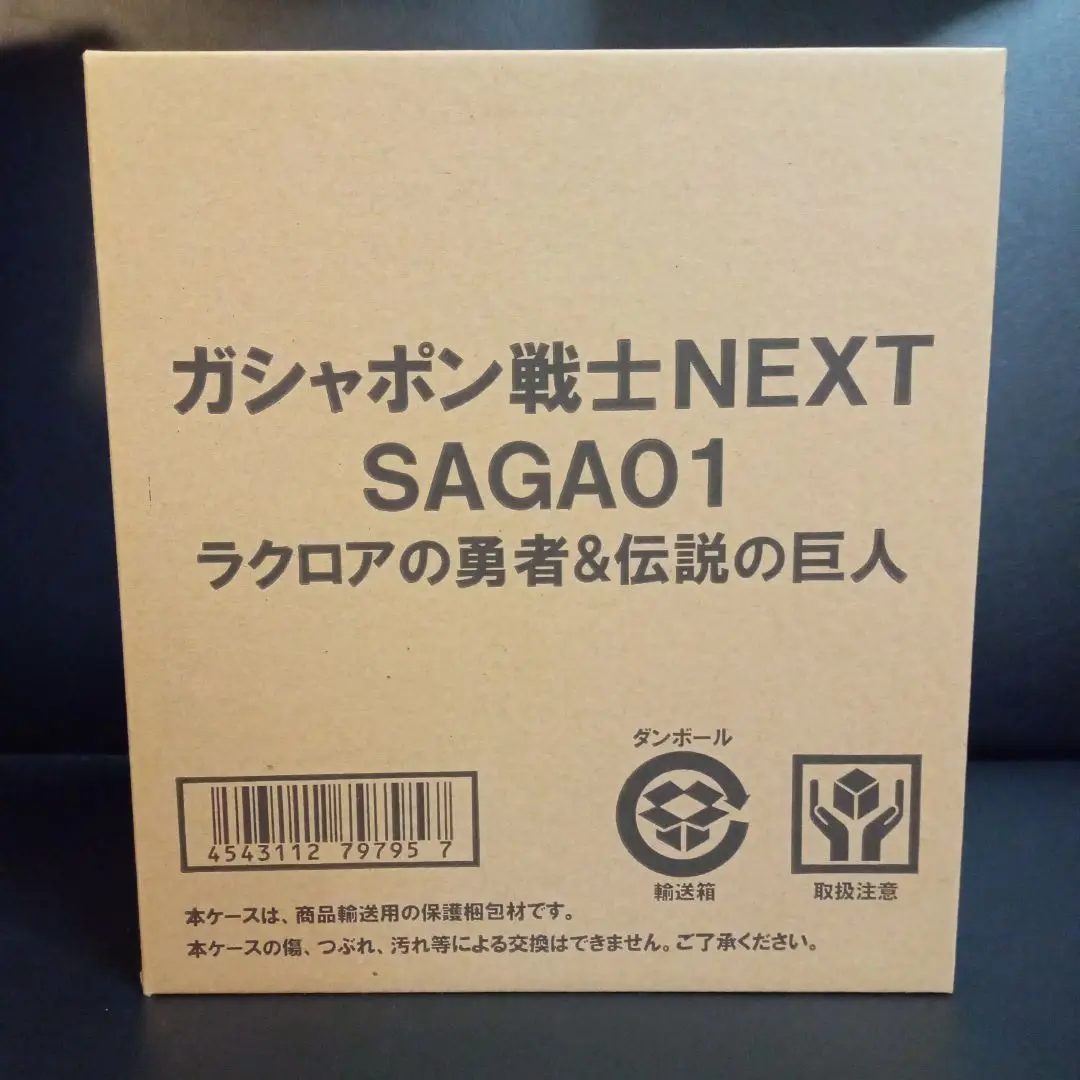 ガシャポン戦士NEXT
SAGA01
ラクロアの勇者&伝説の巨人
ダンボール
4543112 79795 7
輸送箱
取扱注意
本ケースは、商品輸送用の保護梱包材です。
本ケースの傷、つぶれ、汚れ等による交換はできません。ご了承ください。